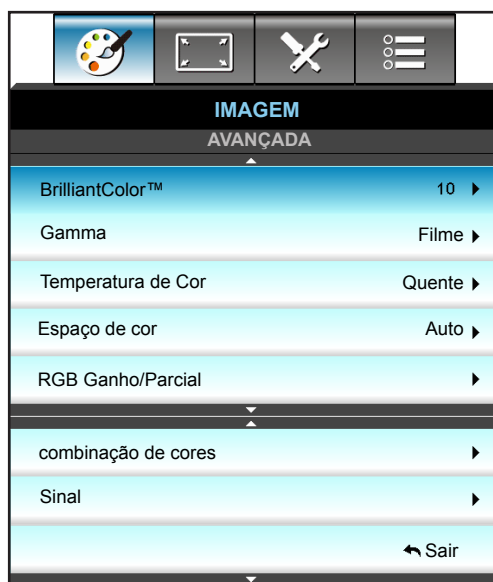 IMAGEM
AVANÇADA
BrilliantColor™ 10
Gamma Filme
Temperatura de Cor Quente
Espaço de cor Auto
RGB Ganho/Parcial
combinação de cores
Sinal
Sair